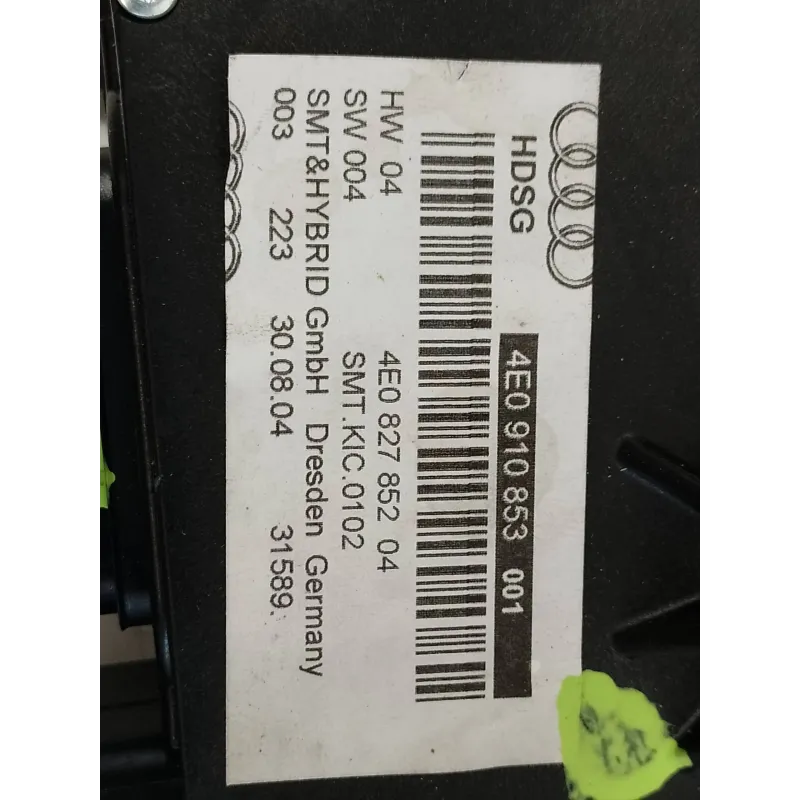 HDSG 4E0 910 853 001
HW 04 4E0 827 852 04
SW 004 SMT.KIC.0102
SMT&HYBRID GmbH Dresden Germany
003 223 30.08.04 31589.